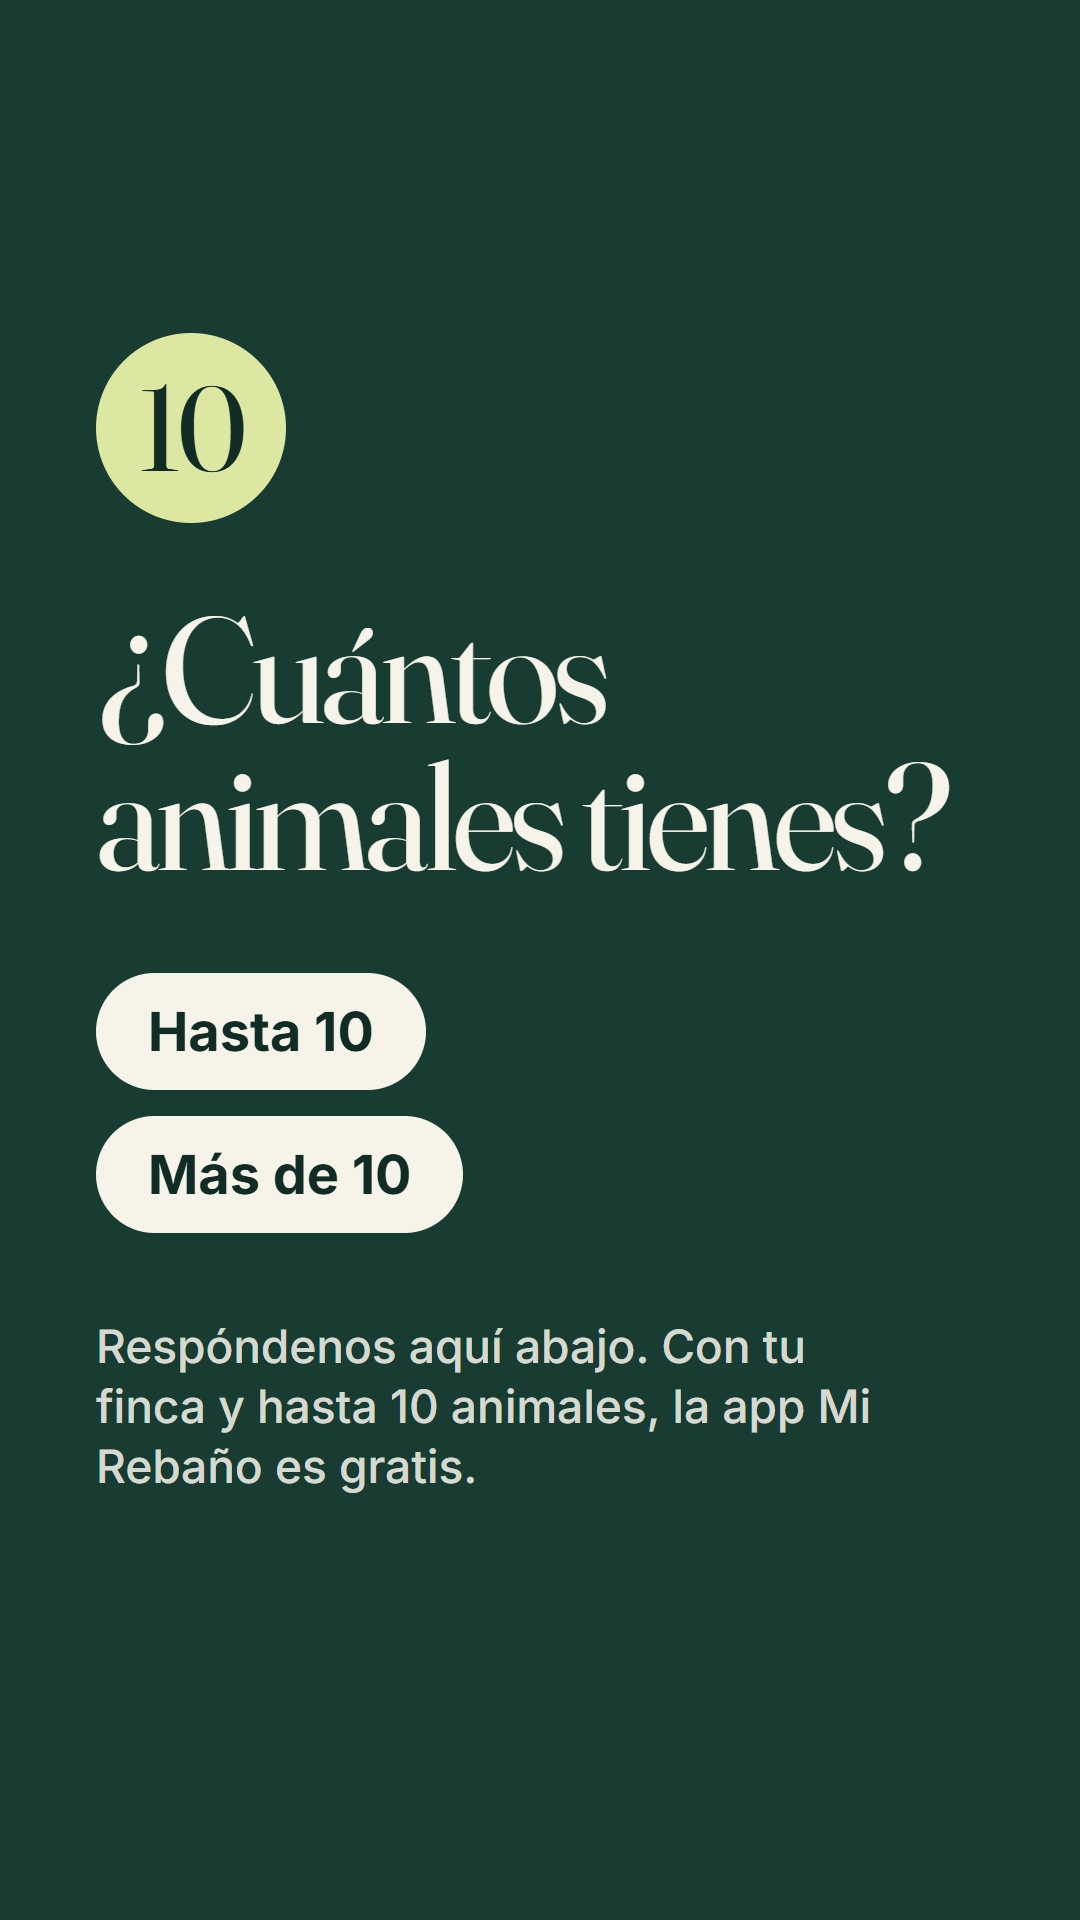 10
¿Cuántos
animales tienes?
Hasta 10
Más de 10
Respóndenos aquí abajo. Con tu
finca y hasta 10 animales, la app Mi
Rebaño es gratis.